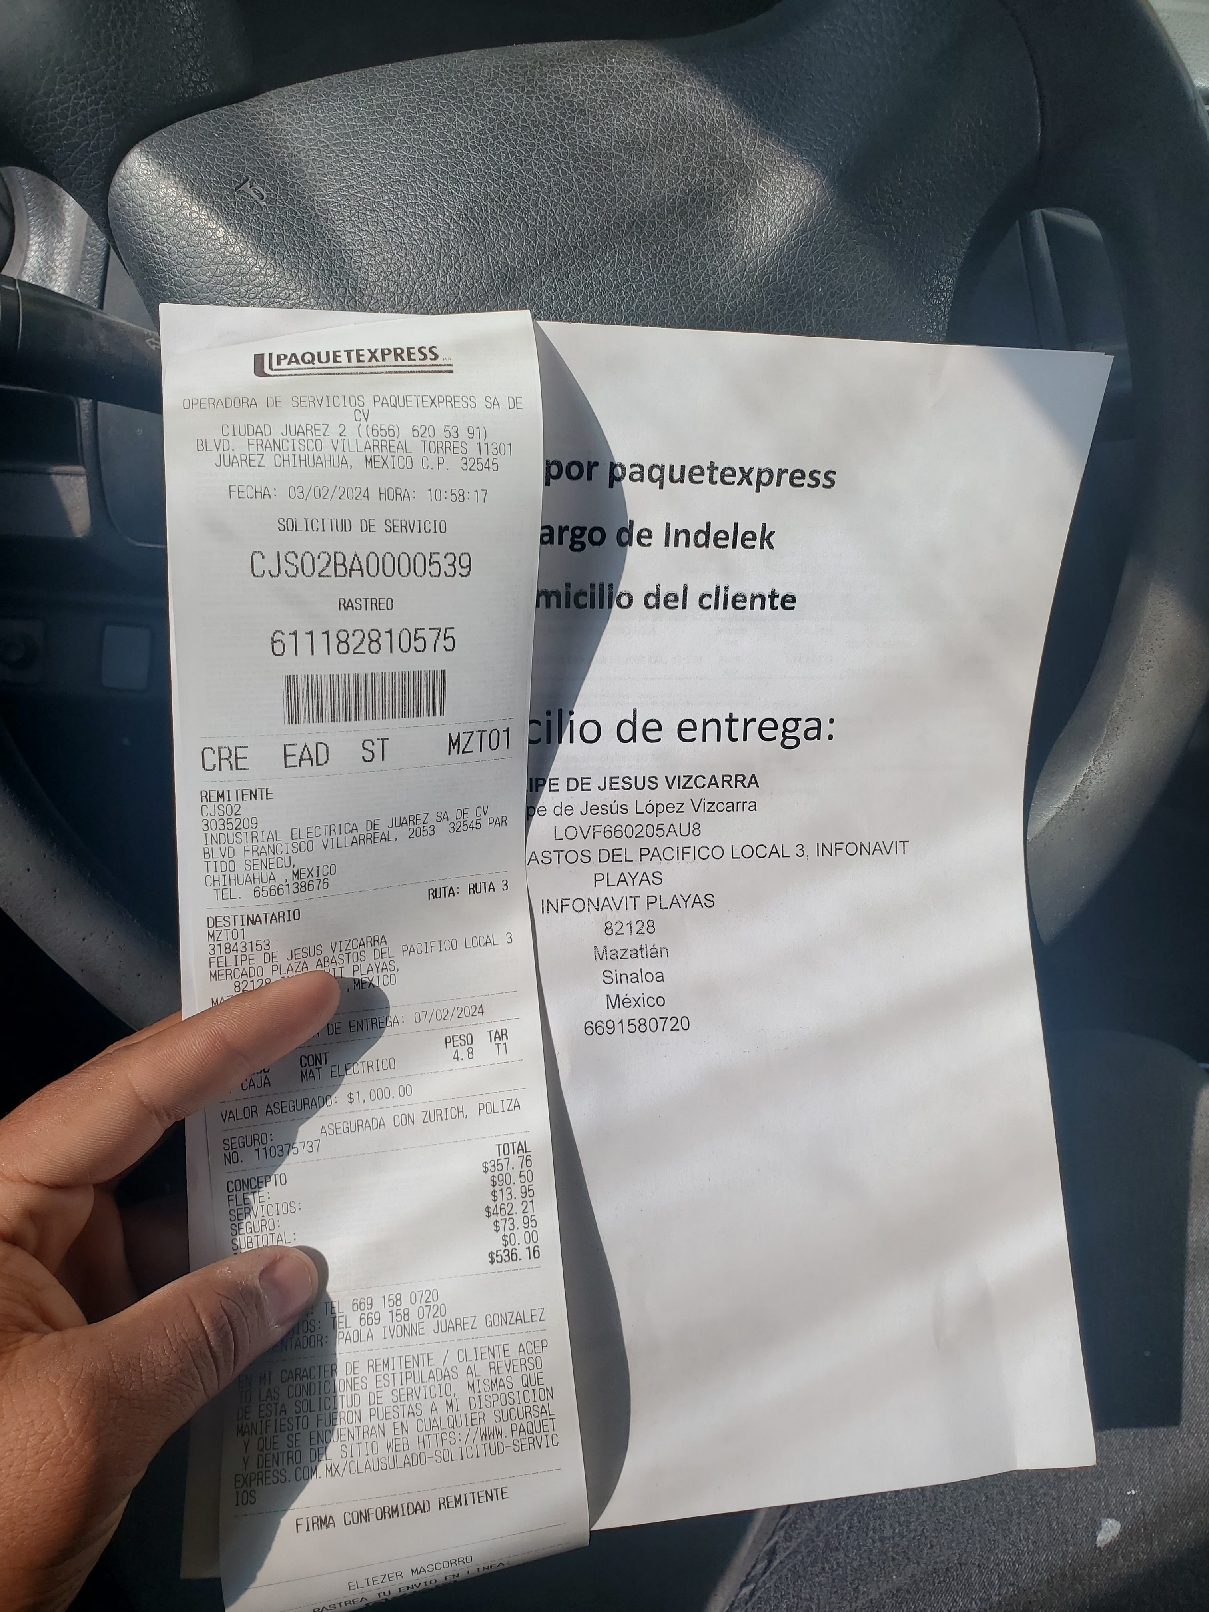 PAQUETEXPRESS
OPERADORA DE SERVICIOS PAQUETEXPRESS SA DE
CV
CIUDAD JUAREZ 2 ((656) 620 53 91)
BLVD. FRANCISCO VILLARREAL TORRES 11301
JUAREZ CHIHUAHUA, MEXICO C.P. 32545
FECHA: 03/02/2024 HORA: 10:58:17
SOLICITUD DE SERVICIO
CJS02BA0000539
RASTREO
611182810575
CRE EAD ST MZT01
REMITENTE
CJS02
3035209
INDUSTRIAL ELECTRICA DE JUAREZ SA DE CV
BLVD FRANCISCO VILLARREAL, 2053 32545 PAR
TIDO SENECU,
CHIHUAHUA ,MEXICO
TEL. 6566138675
RUTA: RUTA 3
DESTINATARIO
MZT01
31843153
FELIPE DE JESUS VIZCARRA
MERCADO PLAZA ABASTOS DEL PACIFICO LOCAL 3
82128 PLAYAS,
,MEXICO
DE ENTREGA: 07/02/2024
CONT PESO TAR
CAJA MAT ELECTRICO 4.8 T1
VALOR ASEGURADO: $1,000.00
SEGURO: ASEGURADA CON ZURICH, POLIZA
NO. 110375737
CONCEPTO TOTAL
FLETE: $357.76
SERVICIOS: $90.50
SEGURO: $13.95
SUBTOTAL: $462.21
$73.95
$0.00
$536.16
TEL 669 158 0720
TEL 669 158 0720
PAOLA IVONNE JUAREZ GONZALEZ
EN MI CARACTER DE REMITENTE / CLIENTE ACEP
TO LAS CONDICIONES ESTIPULADAS AL REVERSO
DE ESTA SOLICITUD DE SERVICIO, MISMAS QUE
MANIFIESTO FUERON PUESTAS A MI DISPOSICION
Y QUE SE ENCUENTRAN EN CUALQUIER SUCURSAL
Y DENTRO DEL SITIO WEB HTTPS://WWW.PAQUET
EXPRESS.COM.MX/CLAUSULADO-SOLICITUD-SERVIC
IOS
FIRMA CONFORMIDAD REMITENTE
ELIEZER MASCORRO
RASTREA TU ENVIO EN LINEA
por paquetexpress
argo de Indelek
micilio del cliente
cilio de entrega:
IPE DE JESUS VIZCARRA
pe de Jesús López Vizcarra
LOVF660205AU8
ASTOS DEL PACIFICO LOCAL 3, INFONAVIT
PLAYAS
INFONAVIT PLAYAS
82128
Mazatlán
Sinaloa
México
6691580720